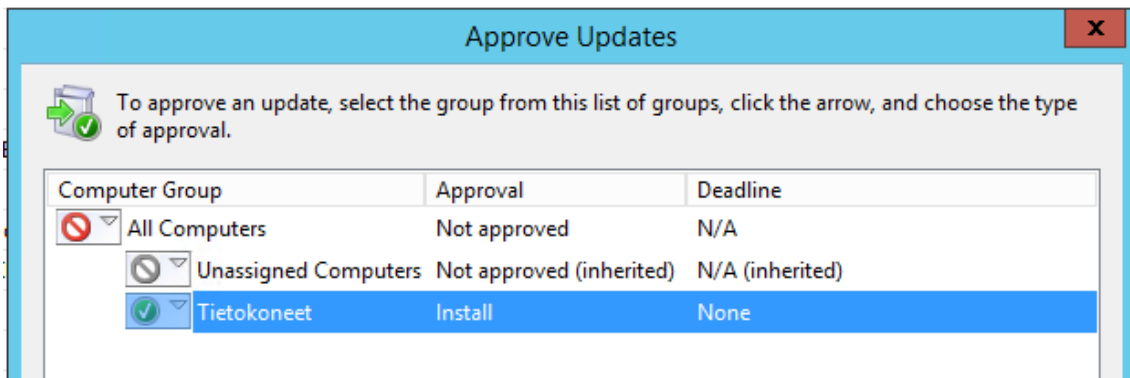 Approve Updates
x
To approve an update, select the group from this list of groups, click the arrow, and choose the type
of approval.
Computer Group Approval Deadline
All Computers Not approved N/A
Unassigned Computers Not approved (inherited) N/A (inherited)
Tietokoneet Install None